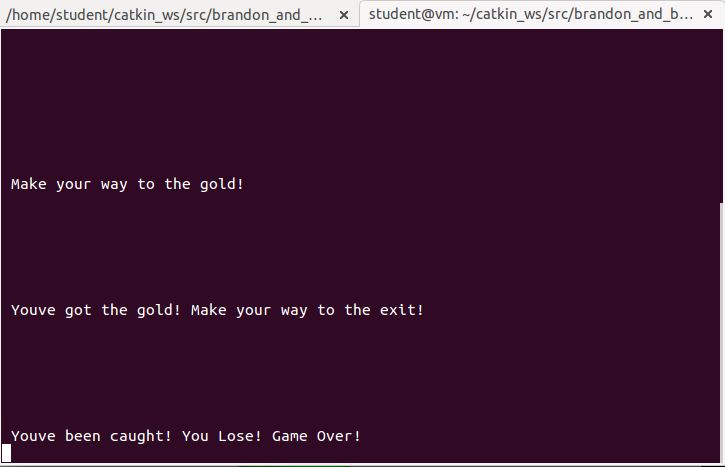 /home/student/catkin_ws/src/brandon_and_...
student@vm: ~/catkin_ws/src/brandon_and_b...
Make your way to the gold!
Youve got the gold! Make your way to the exit!
Youve been caught! You Lose! Game Over!